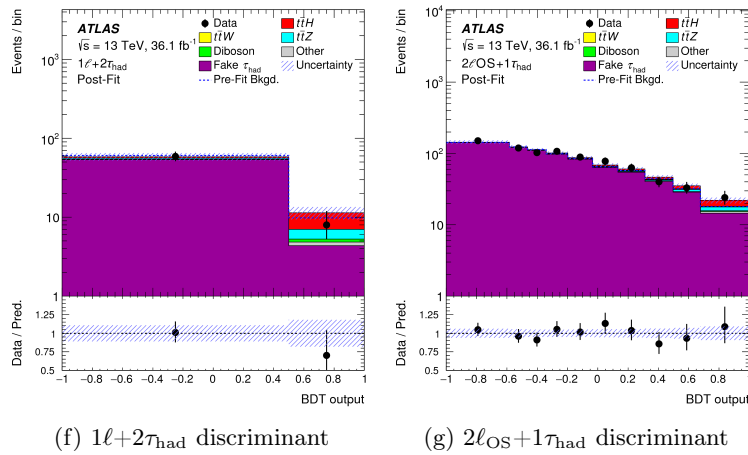 Events / bin
10³
10²
10
1
ATLAS
√s = 13 TeV, 36.1 fb⁻¹
1ℓ+2τhad
Post-Fit
Data
tt̄H
tt̄W
tt̄Z
Diboson
Other
Fake τhad
Uncertainty
Pre-Fit Bkgd.
Data / Pred.
1.25
1
0.75
0.5
−1 −0.8 −0.6 −0.4 −0.2 0 0.2 0.4 0.6 0.8 1
BDT output
(f) 1ℓ+2τhad discriminant
Events / bin
10⁴
10³
10²
10
1
ATLAS
√s = 13 TeV, 36.1 fb⁻¹
2ℓOS+1τhad
Post-Fit
Data
tt̄H
tt̄W
tt̄Z
Diboson
Other
Fake τhad
Uncertainty
Pre-Fit Bkgd.
Data / Pred.
1.25
1
0.75
0.5
−1 −0.8 −0.6 −0.4 −0.2 0 0.2 0.4 0.6 0.8
BDT output
(g) 2ℓOS+1τhad discriminant